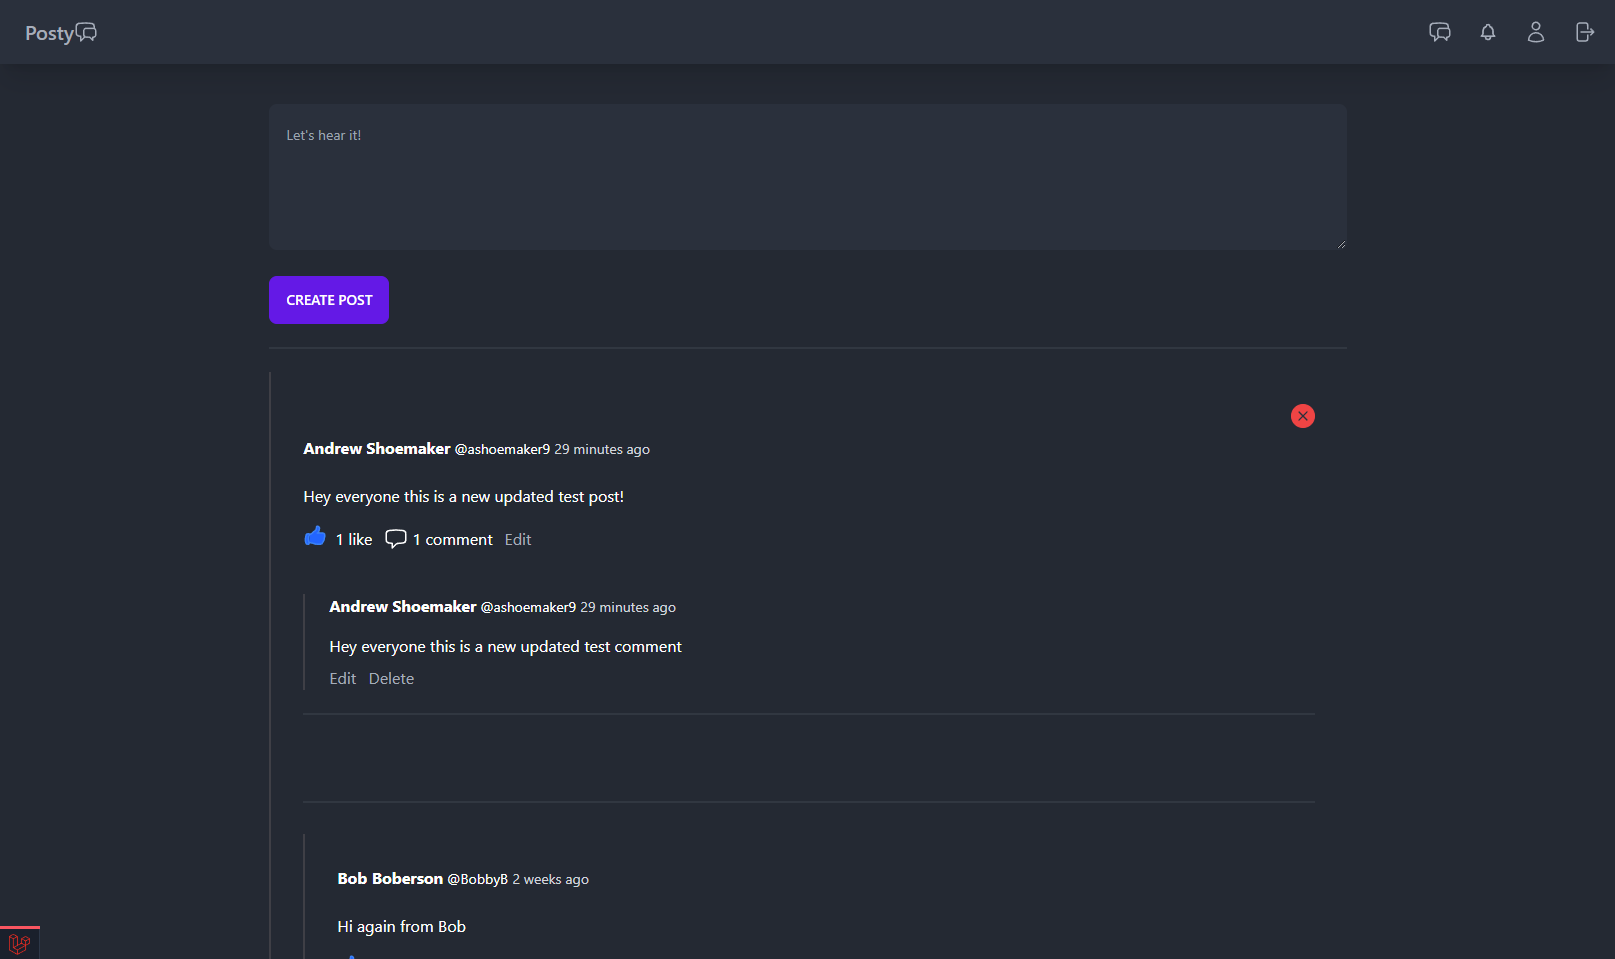 Posty
Let's hear it!
CREATE POST
Andrew Shoemaker @ashoemaker9 29 minutes ago
Hey everyone this is a new updated test post!
1 like 1 comment Edit
Andrew Shoemaker @ashoemaker9 29 minutes ago
Hey everyone this is a new updated test comment
Edit Delete
Bob Boberson @BobbyB 2 weeks ago
Hi again from Bob